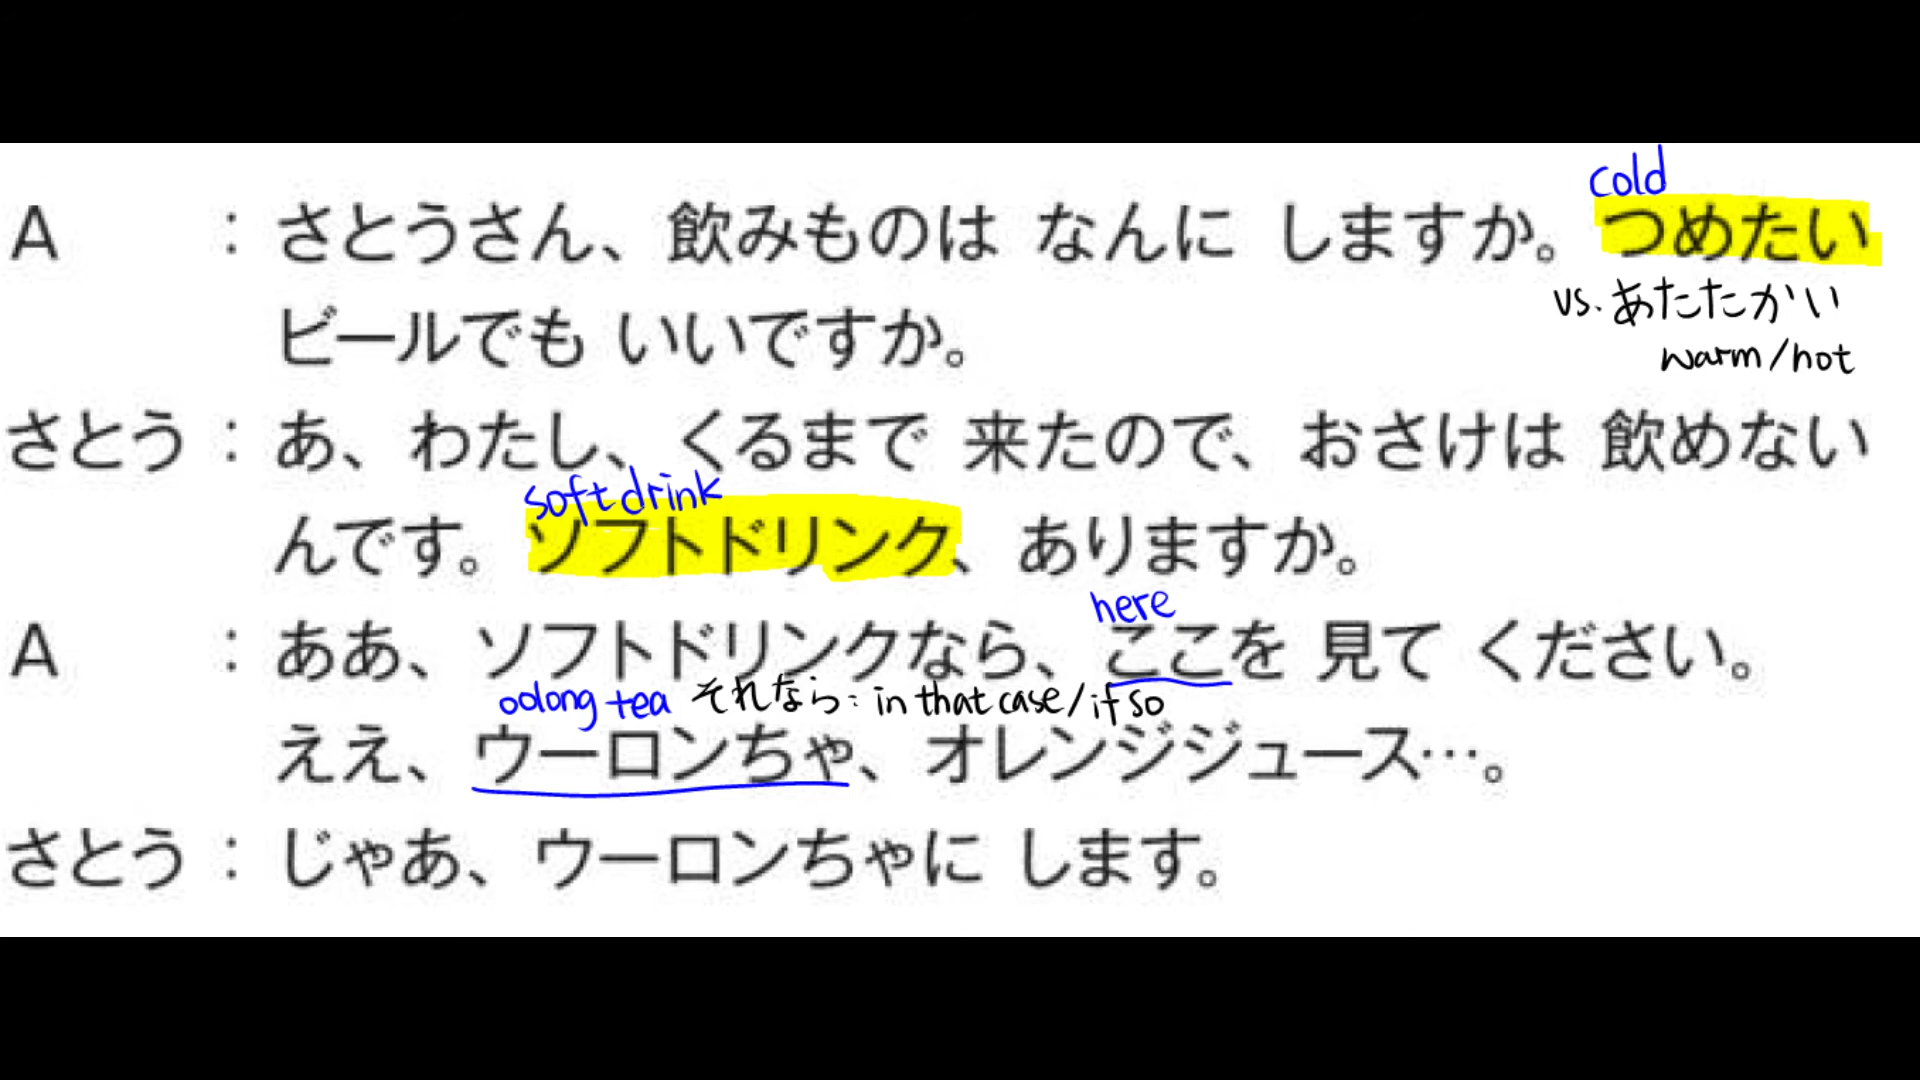 cold
A : さとうさん、飲みものは なんに しますか。つめたい
vs. あたたかい
ビールでも いいですか。
warm/hot
さとう : あ、わたし、くるまで 来たので、おさけは 飲めない
soft drink
んです。ソフトドリンク、ありますか。
here
A : ああ、ソフトドリンクなら、ここを 見て ください。
oolong tea それなら: in that case/if so
ええ、ウーロンちゃ、オレンジジュース…。
さとう : じゃあ、ウーロンちゃに します。